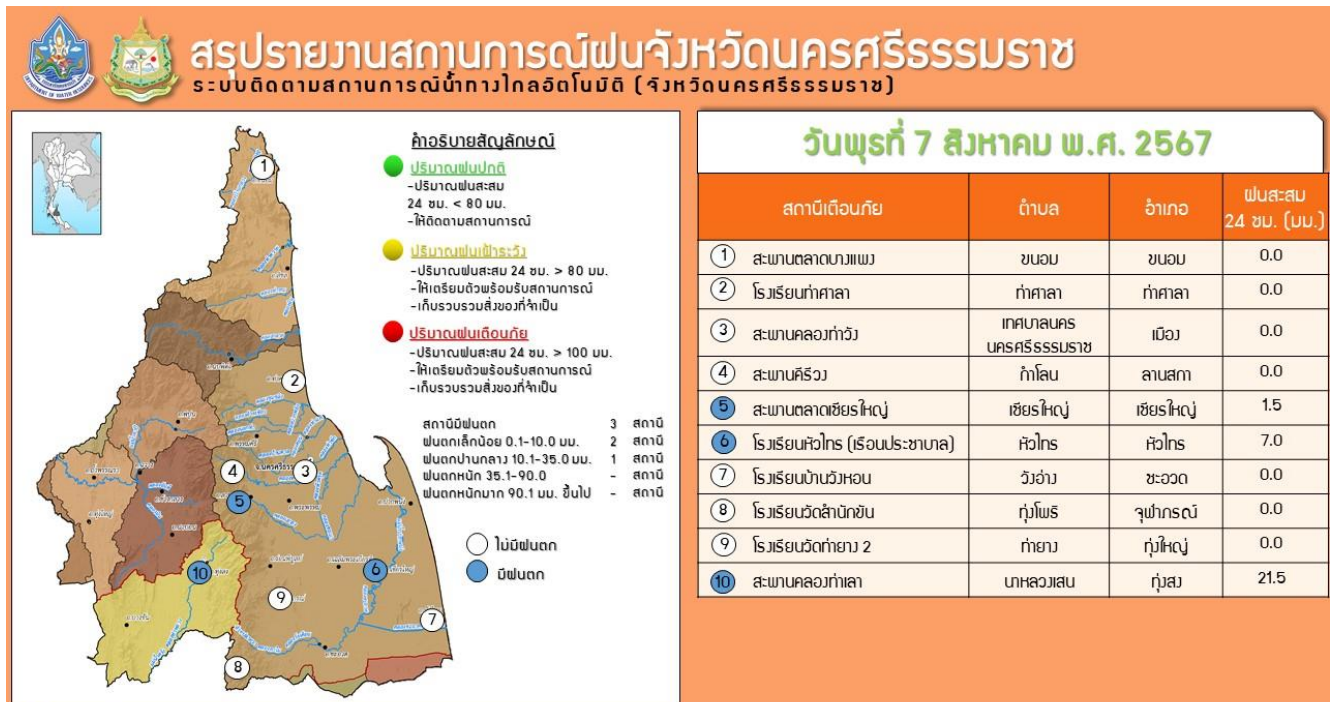 สรุปรายงานสถานการณ์ฝนจังหวัดนครศรีธรรมราช
ระบบติดตามสถานการณ์น้ำทางไกลอัตโนมัติ (จังหวัดนครศรีธรรมราช)
คำอธิบายสัญลักษณ์
ปริมาณฝนปกติ
-ปริมาณฝนสะสม
24 ชม. < 80 มม.
-ให้ติดตามสถานการณ์
ปริมาณฝนเฝ้าระวัง
-ปริมาณฝนสะสม 24 ชม. > 80 มม.
-ให้เตรียมตัวพร้อมรับสถานการณ์
-เก็บรวบรวมสิ่งของที่จำเป็น
ปริมาณฝนเตือนภัย
-ปริมาณฝนสะสม 24 ชม. > 100 มม.
-ให้เตรียมตัวพร้อมรับสถานการณ์
-เก็บรวบรวมสิ่งของที่จำเป็น
สถานีมีฝนตก 3 สถานี
ฝนตกเล็กน้อย 0.1-10.0 มม. 2 สถานี
ฝนตกปานกลาง 10.1-35.0 มม. 1 สถานี
ฝนตกหนัก 35.1-90.0 - สถานี
ฝนตกหนักมาก 90.1 มม. ขึ้นไป - สถานี
ไม่มีฝนตก
มีฝนตก
1
2
4
3
5
10
6
9
7
8
วันพุธที่ 7 สิงหาคม พ.ศ. 2567
สถานีเตือนภัย ตำบล อำเภอ ฝนสะสม
24 ชม. (มม.)
1 สะพานตลาดบางแพง ขนอม ขนอม 0.0
2 โรงเรียนท่าศาลา ท่าศาลา ท่าศาลา 0.0
3 สะพานคลองท่าวัง เทศบาลนคร
นครศรีธรรมราช เมือง 0.0
4 สะพานคีรีวง กำโลน ลานสกา 0.0
5 สะพานตลาดเชียรใหญ่ เชียรใหญ่ เชียรใหญ่ 1.5
6 โรงเรียนหัวไทร (เรือนประชาบาล) หัวไทร หัวไทร 7.0
7 โรงเรียนบ้านวังหอน วังอ่าง ชะอวด 0.0
8 โรงเรียนวัดสำนักขัน ทุ่งโพธิ จุฬาภรณ์ 0.0
9 โรงเรียนวัดท่ายาง 2 ท่ายาง ทุ่งใหญ่ 0.0
10 สะพานคลองท่าเลา นาหลวงเสน ทุ่งสง 21.5